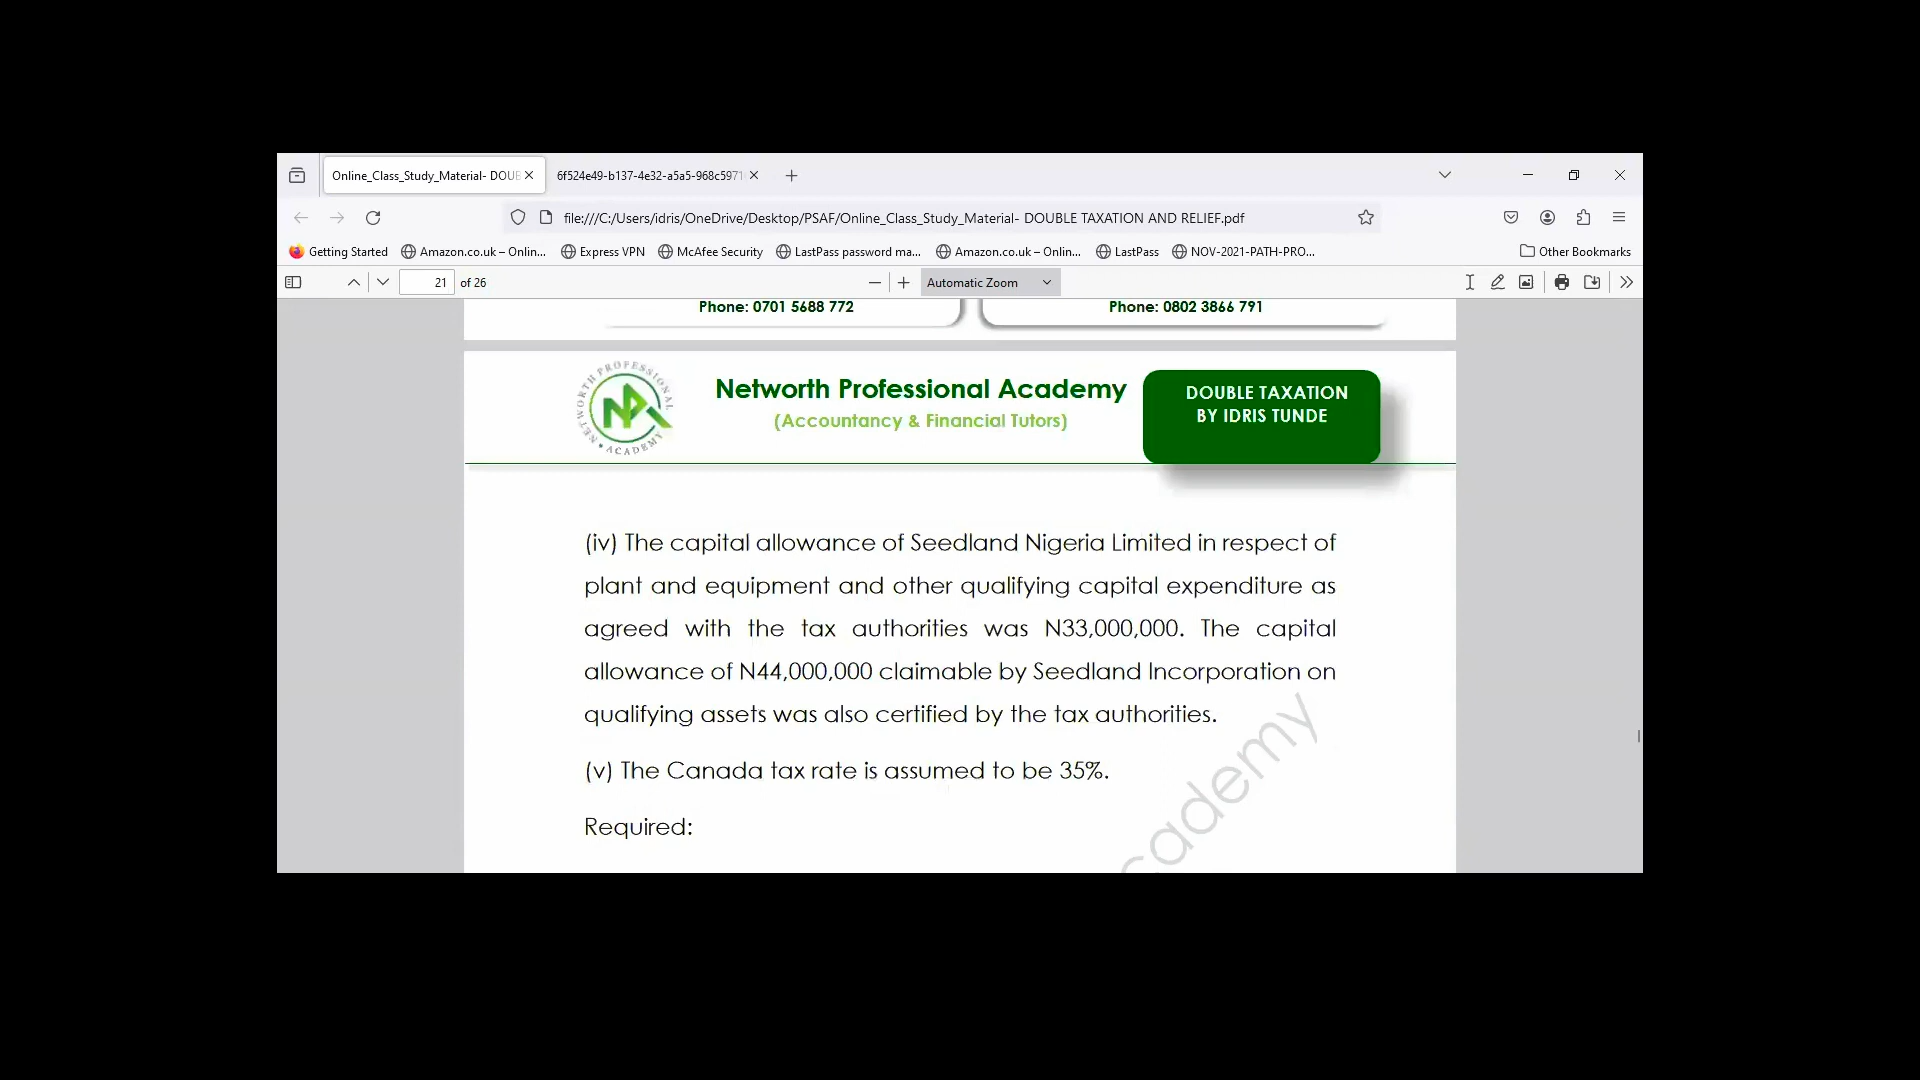 Online_Class_Study_Material- DOUB
6f524e49-b137-4e32-a5a5-968c5971
file:///C:/Users/idris/OneDrive/Desktop/PSAF/Online_Class_Study_Material- DOUBLE TAXATION AND RELIEF.pdf
Getting Started Amazon.co.uk – Onlin... Express VPN McAfee Security LastPass password ma... Amazon.co.uk – Onlin... LastPass NOV-2021-PATH-PRO... Other Bookmarks
21 of 26 Automatic Zoom
Phone: 0701 5688 772 Phone: 0802 3866 791
NETWORTH PROFESSIONAL ACADEMY
Networth Professional Academy
(Accountancy & Financial Tutors)
DOUBLE TAXATION
BY IDRIS TUNDE
(iv) The capital allowance of Seedland Nigeria Limited in respect of
plant and equipment and other qualifying capital expenditure as
agreed with the tax authorities was N33,000,000. The capital
allowance of N44,000,000 claimable by Seedland Incorporation on
qualifying assets was also certified by the tax authorities.
(v) The Canada tax rate is assumed to be 35%.
Required:
cademy